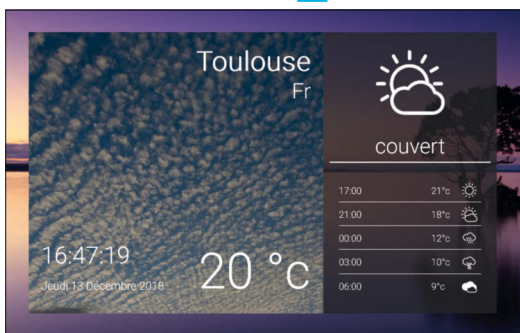 Toulouse
Fr
16:47:19
Jeudi 13 Décembre 2018
20 °c
couvert
17:00 21°c
21:00 18°c
00:00 12°c
03:00 10°c
06:00 9°c